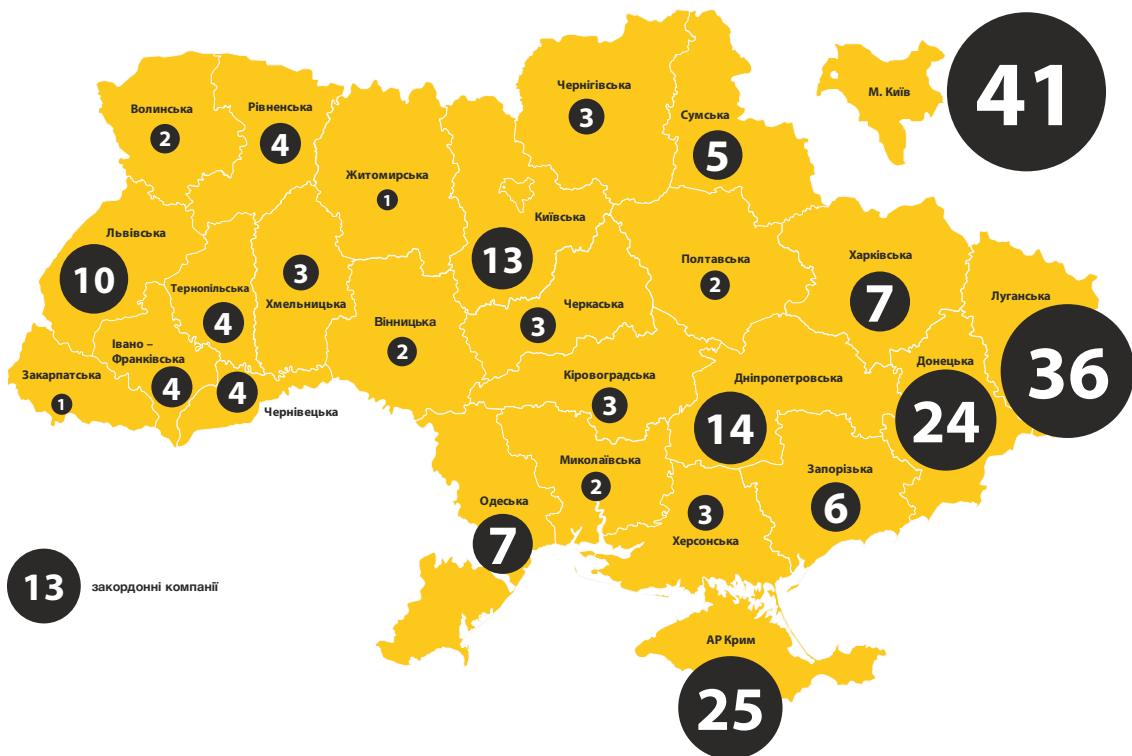 М. Київ
41
Чернігівська
3
Сумська
5
Волинська
2
Рівненська
4
Житомирська
1
Київська
13
Львівська
10
Тернопільська
4
3
Хмельницька
Вінницька
2
Черкаська
3
Полтавська
2
Харківська
7
Луганська
36
Івано –
Франківська
4
Закарпатська
1
4
Чернівецька
Кіровоградська
3
Дніпропетровська
14
Донецька
24
Миколаївська
2
Запорізька
6
Одеська
7
3
Херсонська
13
закордонні компанії
АР Крим
25